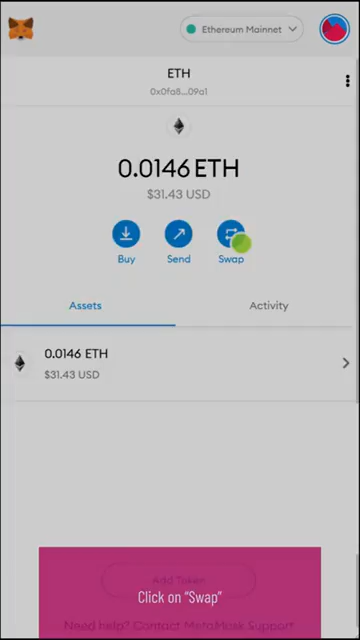 Ethereum Mainnet
ETH
0x0fa8...09a1
0.0146 ETH
$31.43 USD
Buy
Send
Swap
Assets
Activity
0.0146 ETH
$31.43 USD
Add Token
Click on “Swap”
Need help? Contact MetaMask Support